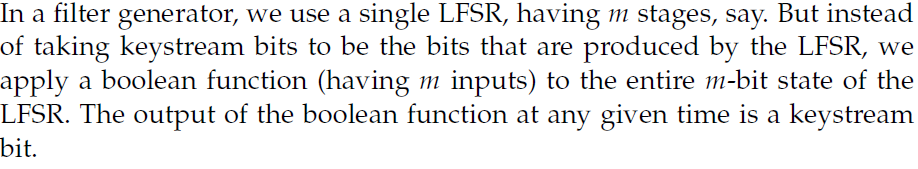 In a filter generator, we use a single LFSR, having m stages, say. But instead
of taking keystream bits to be the bits that are produced by the LFSR, we
apply a boolean function (having m inputs) to the entire m-bit state of the
LFSR. The output of the boolean function at any given time is a keystream
bit.